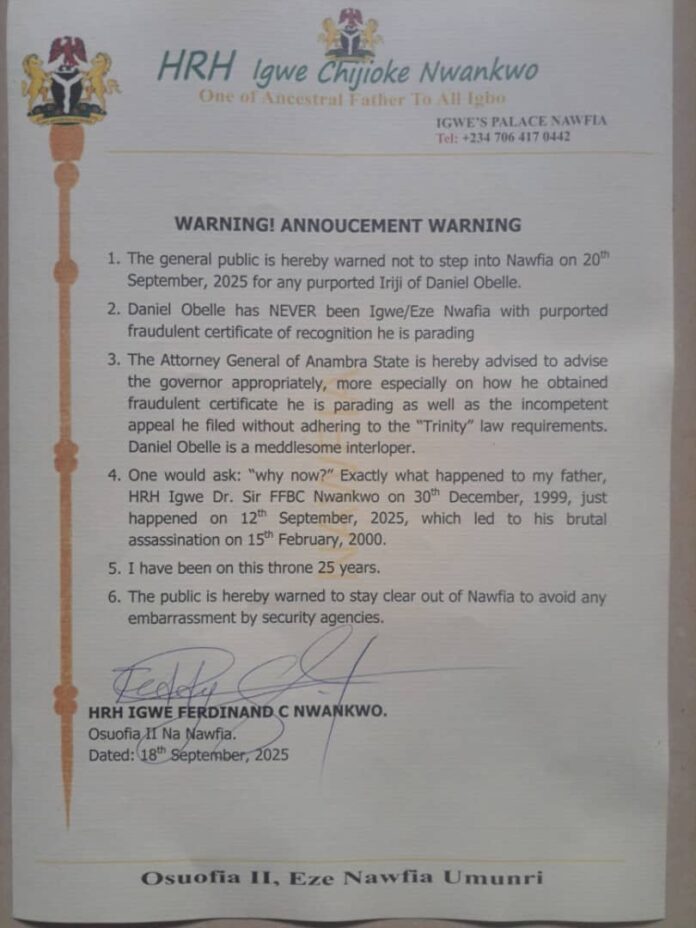 HRH Igwe Chijioke Nwankwo
One of Ancestral Father To All Igbo
IGWE'S PALACE NAWFIA
Tel: +234 706 417 0442
WARNING! ANNOUCEMENT WARNING
1. The general public is hereby warned not to step into Nawfia on 20th
September, 2025 for any purported Iriji of Daniel Obelle.
2. Daniel Obelle has NEVER been Igwe/Eze Nwafia with purported
fraudulent certificate of recognition he is parading
3. The Attorney General of Anambra State is hereby advised to advise
the governor appropriately, more especially on how he obtained
fraudulent certificate he is parading as well as the incompetent
appeal he filed without adhering to the "Trinity" law requirements.
Daniel Obelle is a meddlesome interloper.
4. One would ask: "why now?" Exactly what happened to my father,
HRH Igwe Dr. Sir FFBC Nwankwo on 30th December, 1999, just
happened on 12th September, 2025, which led to his brutal
assassination on 15th February, 2000.
5. I have been on this throne 25 years.
6. The public is hereby warned to stay clear out of Nawfia to avoid any
embarrassment by security agencies.
HRH IGWE FERDINAND C NWANKWO.
Osuofia II Na Nawfia.
Dated: 18th September, 2025
Osuofia II, Eze Nawfia Umunri